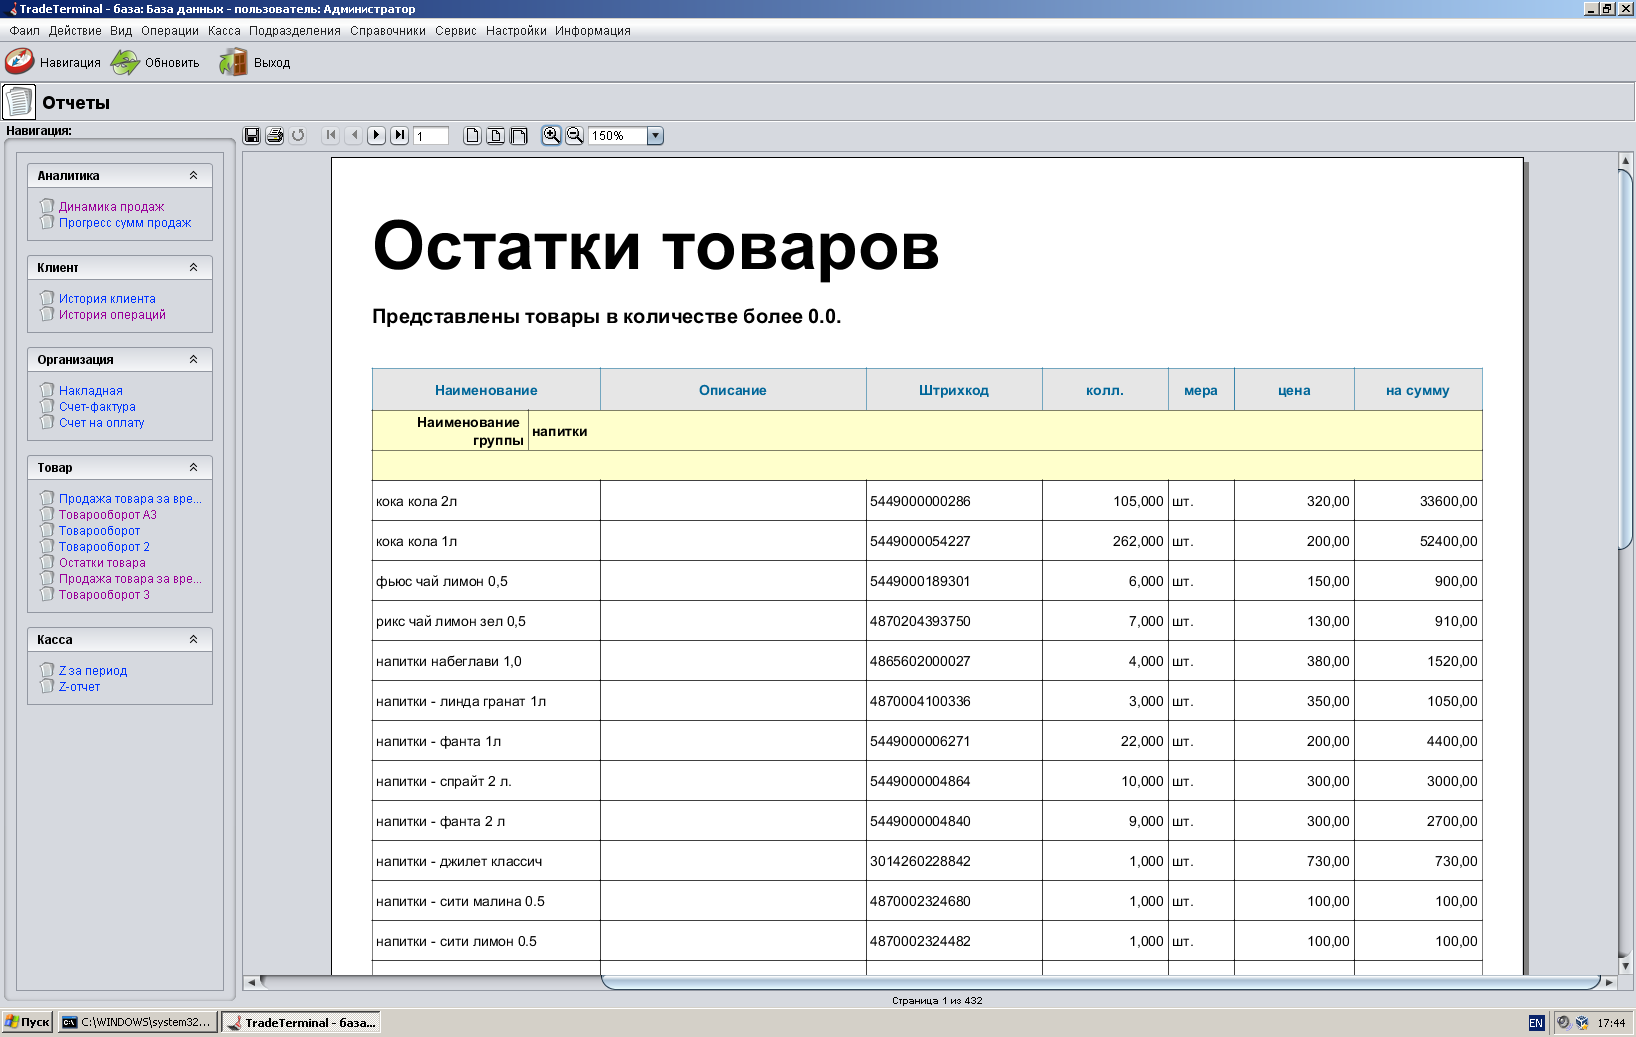 TradeTerminal - база: База данных - пользователь: Администратор
Фаил Действие Вид Операции Касса Подразделения Справочники Сервис Настройки Информация
Навигация Обновить Выход
Отчеты
Навигация:
1 150%
Аналитика
Динамика продаж
Прогресс сумм продаж
Клиент
История клиента
История операций
Организация
Накладная
Счет-фактура
Счет на оплату
Товар
Продажа товара за вре...
Товарооборот А3
Товарооборот
Товарооборот 2
Остатки товара
Продажа товара за вре...
Товарооборот 3
Касса
Z за период
Z-отчет
Остатки товаров
Представлены товары в количестве более 0.0.
Наименование Описание Штрихкод колл. мера цена на сумму
Наименование группы напитки
кока кола 2л 5449000000286 105,000 шт. 320,00 33600,00
кока кола 1л 5449000054227 262,000 шт. 200,00 52400,00
фьюс чай лимон 0,5 5449000189301 6,000 шт. 150,00 900,00
рикс чай лимон зел 0,5 4870204393750 7,000 шт. 130,00 910,00
напитки набеглави 1,0 4865602000027 4,000 шт. 380,00 1520,00
напитки - линда гранат 1л 4870004100336 3,000 шт. 350,00 1050,00
напитки - фанта 1л 5449000006271 22,000 шт. 200,00 4400,00
напитки - спрайт 2 л. 5449000004864 10,000 шт. 300,00 3000,00
напитки - фанта 2 л 5449000004840 9,000 шт. 300,00 2700,00
напитки - джилет классич 3014260228842 1,000 шт. 730,00 730,00
напитки - сити малина 0.5 4870002324680 1,000 шт. 100,00 100,00
напитки - сити лимон 0.5 4870002324482 1,000 шт. 100,00 100,00
Страница 1 из 432
Пуск C:\WINDOWS\system32... TradeTerminal - база... EN 17:44